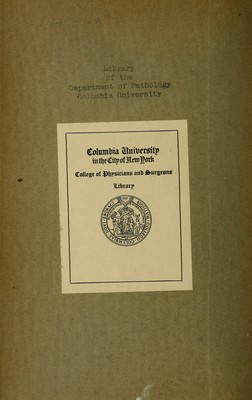 Library
of the
Department of Pathology
Columbia University
Columbia University
in the City of New York
College of Physicians and Surgeons
Library